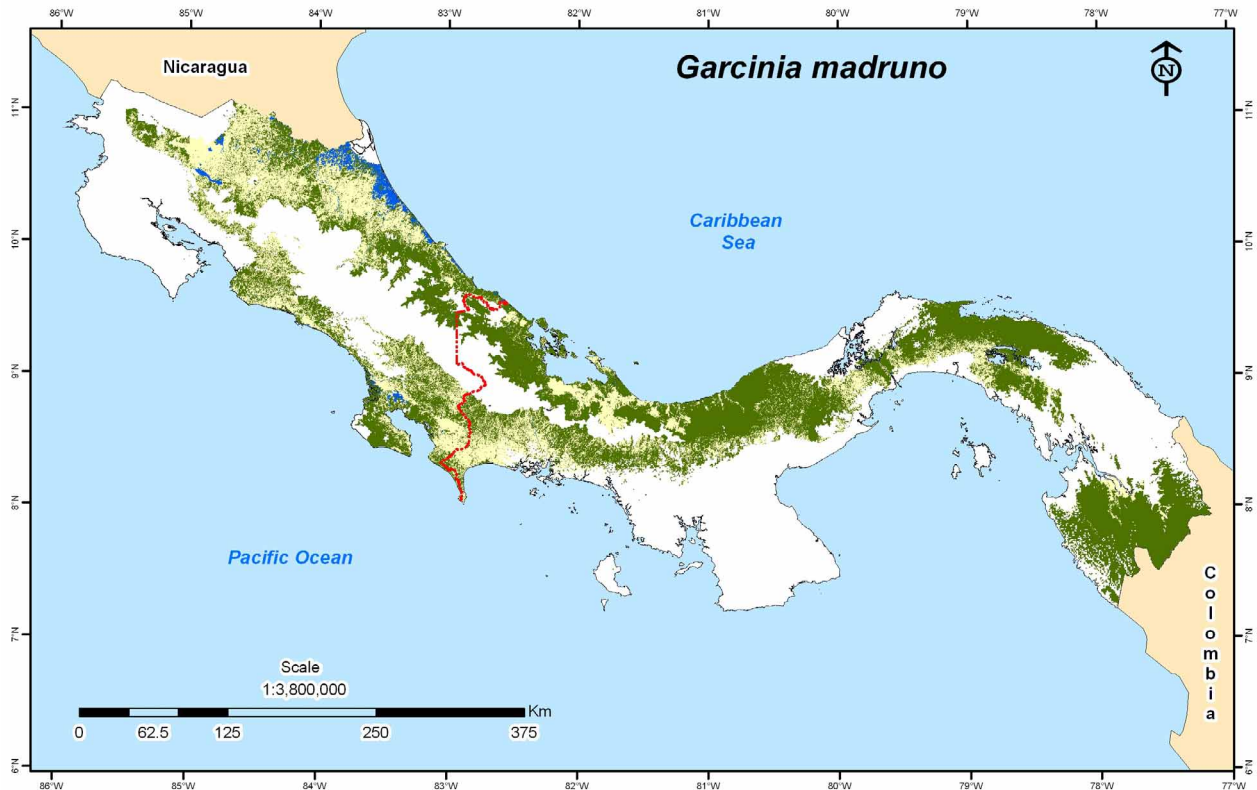 86°W 85°W 84°W 83°W 82°W 81°W 80°W 79°W 78°W 77°W
Nicaragua
Garcinia madruno
N
11°N 11°N
Caribbean
Sea
10°N 10°N
9°N 9°N
8°N 8°N
Pacific Ocean
Colombia
7°N 7°N
Scale
1:3,800,000
Km
0 62.5 125 250 375
6°N 6°N
86°W 85°W 84°W 83°W 82°W 81°W 80°W 79°W 78°W 77°W